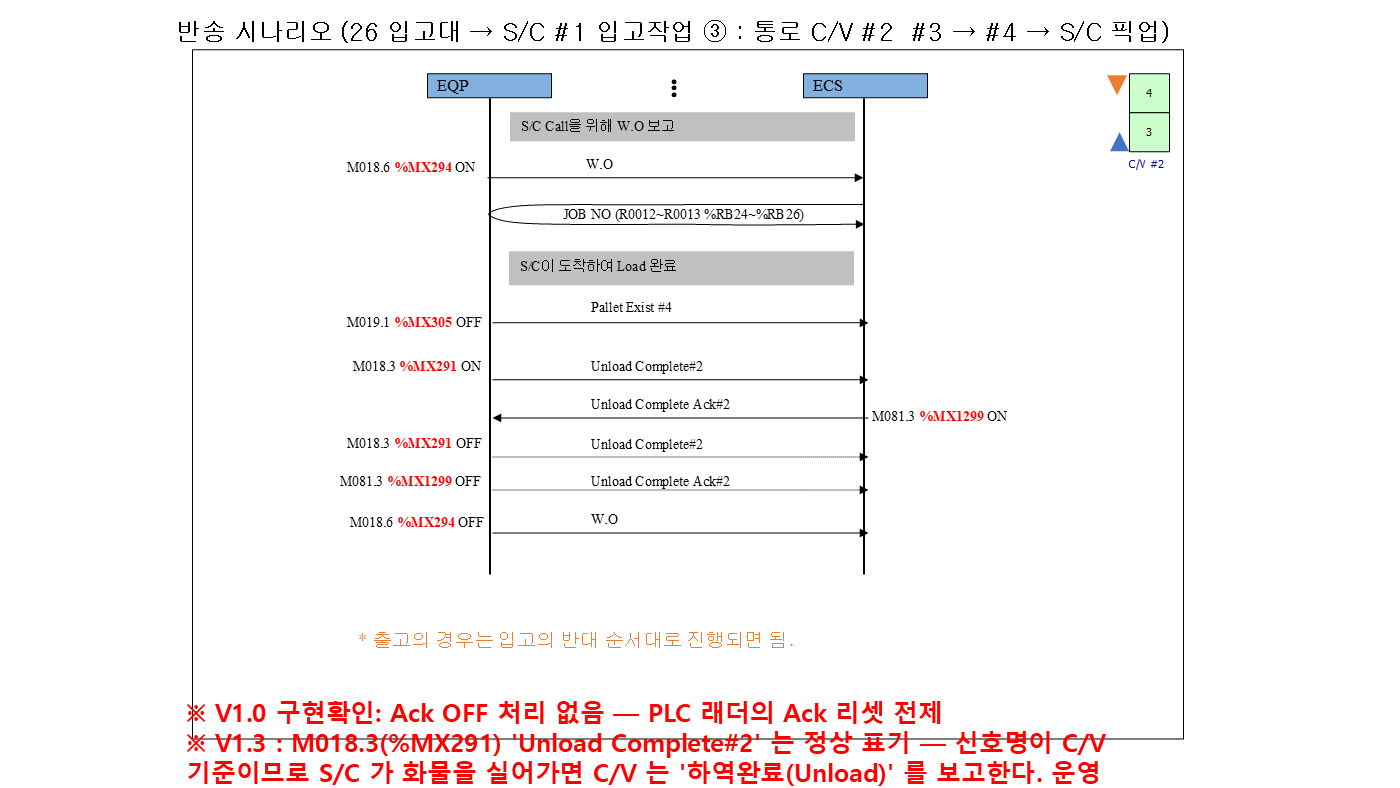 반송 시나리오 (26 입고대 → S/C #1 입고작업 ③ : 통로 C/V #2  #3 → #4 → S/C 픽업)
EQP
ECS
4
3
C/V #2
S/C Call을 위해 W.O 보고
M018.6 %MX294 ON
W.O
JOB NO (R0012~R0013 %RB24~%RB26)
S/C이 도착하여 Load 완료
Pallet Exist #4
M019.1 %MX305 OFF
M018.3 %MX291 ON
Unload Complete#2
Unload Complete Ack#2
M081.3 %MX1299 ON
M018.3 %MX291 OFF
Unload Complete#2
M081.3 %MX1299 OFF
Unload Complete Ack#2
M018.6 %MX294 OFF
W.O
* 출고의 경우는 입고의 반대 순서대로 진행되면 됨.
※ V1.0 구현확인: Ack OFF 처리 없음 — PLC 래더의 Ack 리셋 전제
※ V1.3 : M018.3(%MX291) 'Unload Complete#2' 는 정상 표기 — 신호명이 C/V
기준이므로 S/C 가 화물을 실어가면 C/V 는 '하역완료(Unload)' 를 보고한다. 운영